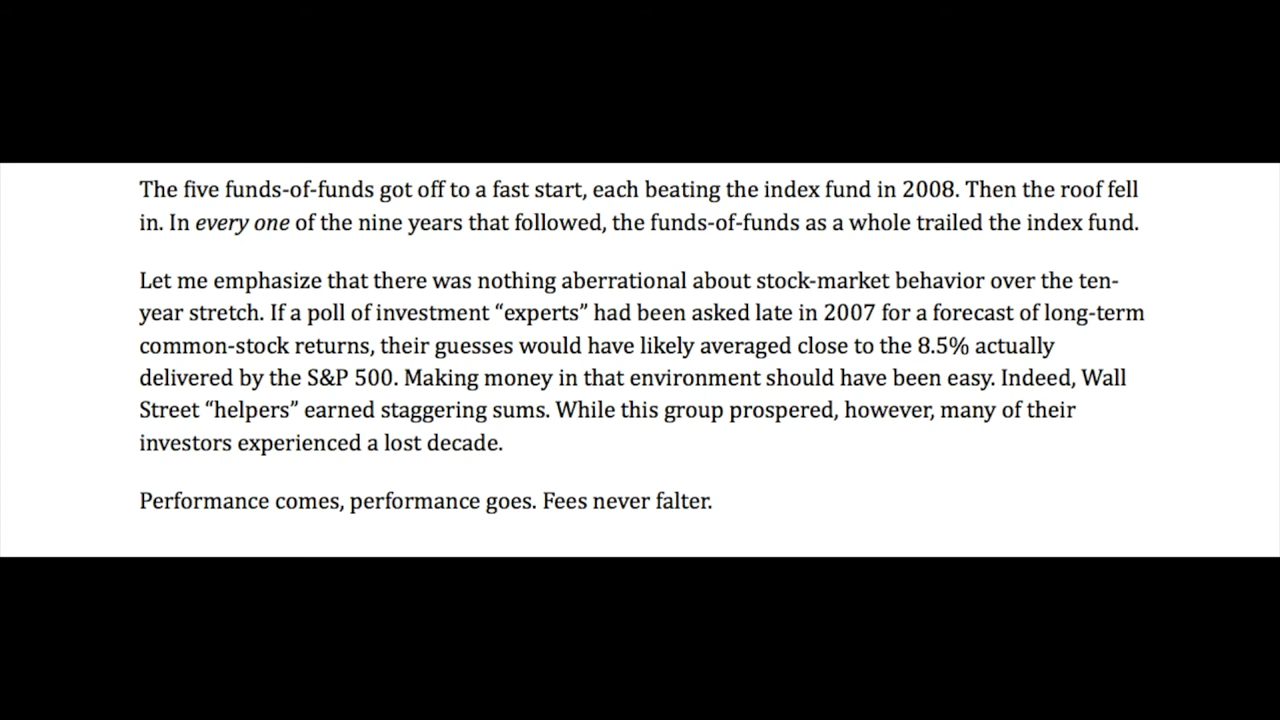 The five funds-of-funds got off to a fast start, each beating the index fund in 2008. Then the roof fell
in. In every one of the nine years that followed, the funds-of-funds as a whole trailed the index fund.
Let me emphasize that there was nothing aberrational about stock-market behavior over the ten-
year stretch. If a poll of investment “experts” had been asked late in 2007 for a forecast of long-term
common-stock returns, their guesses would have likely averaged close to the 8.5% actually
delivered by the S&P 500. Making money in that environment should have been easy. Indeed, Wall
Street “helpers” earned staggering sums. While this group prospered, however, many of their
investors experienced a lost decade.
Performance comes, performance goes. Fees never falter.